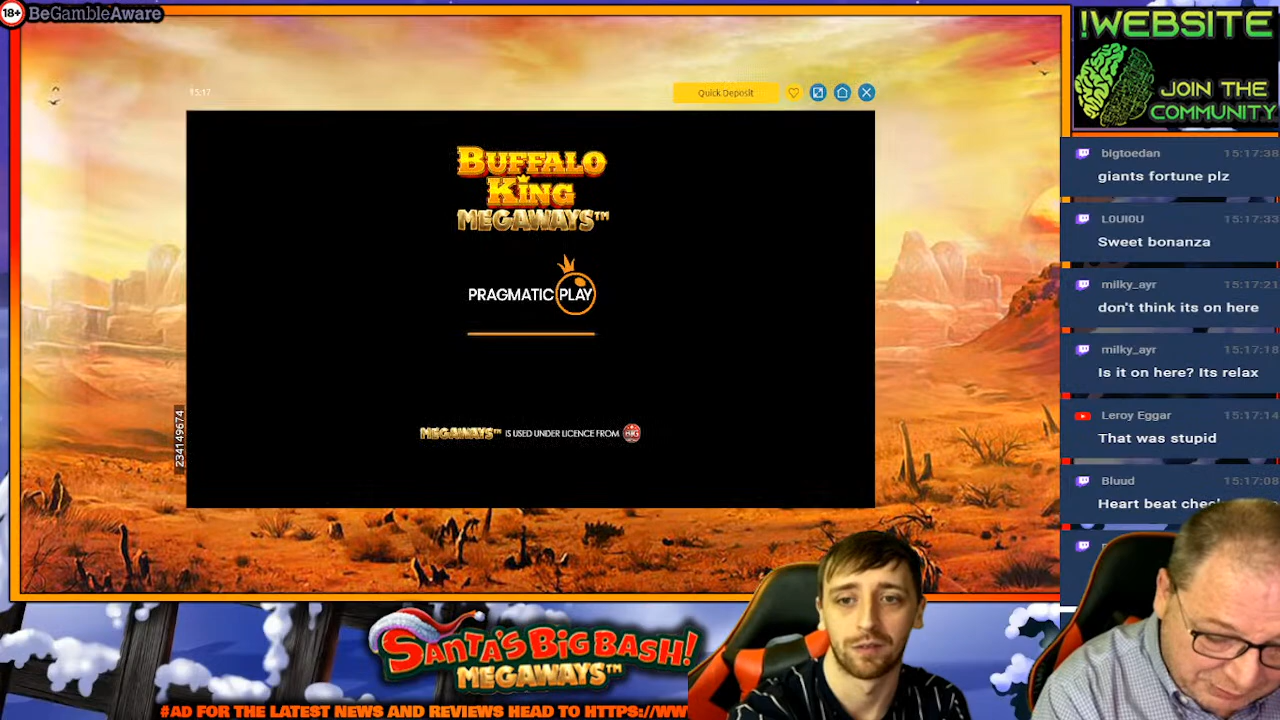 18+ BeGambleAware
15:17
Quick Deposit
BUFFALO
KING
MEGAWAYS™
PRAGMATIC PLAY
MEGAWAYS™ IS USED UNDER LICENCE FROM BIG
234149674
!WEBSITE
JOIN THE
COMMUNITY
bigtoedan 15:17:38
giants fortune plz
LOUIOU 15:17:33
Sweet bonanza
milky_ayr 15:17:21
don't think its on here
milky_ayr 15:17:18
Is it on here? Its relax
Leroy Eggar 15:17:14
That was stupid
Bluud 15:17:08
Heart beat
SANTA'S BIG BASH!
MEGAWAYS™
#AD FOR THE LATEST NEWS AND REVIEWS HEAD TO HTTPS://WW